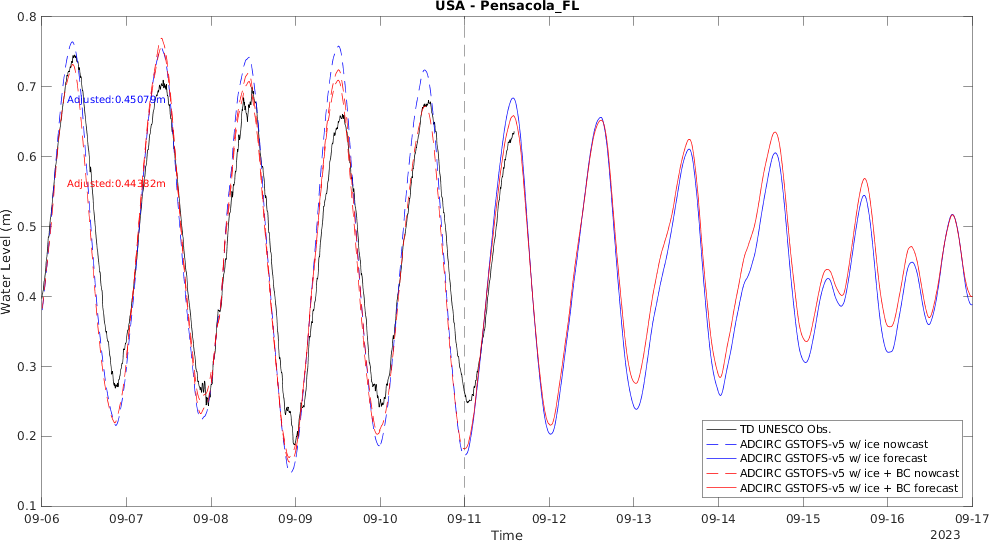 USA - Pensacola_FL
0.8
0.7
0.6
0.5
0.4
0.3
0.2
0.1
Water Level (m)
Adjusted:0.45079m
Adjusted:0.44382m
TD UNESCO Obs.
ADCIRC GSTOFS-v5 w/ ice nowcast
ADCIRC GSTOFS-v5 w/ ice forecast
ADCIRC GSTOFS-v5 w/ ice + BC nowcast
ADCIRC GSTOFS-v5 w/ ice + BC forecast
09-06 09-07 09-08 09-09 09-10 09-11 09-12 09-13 09-14 09-15 09-16 09-17
Time
2023